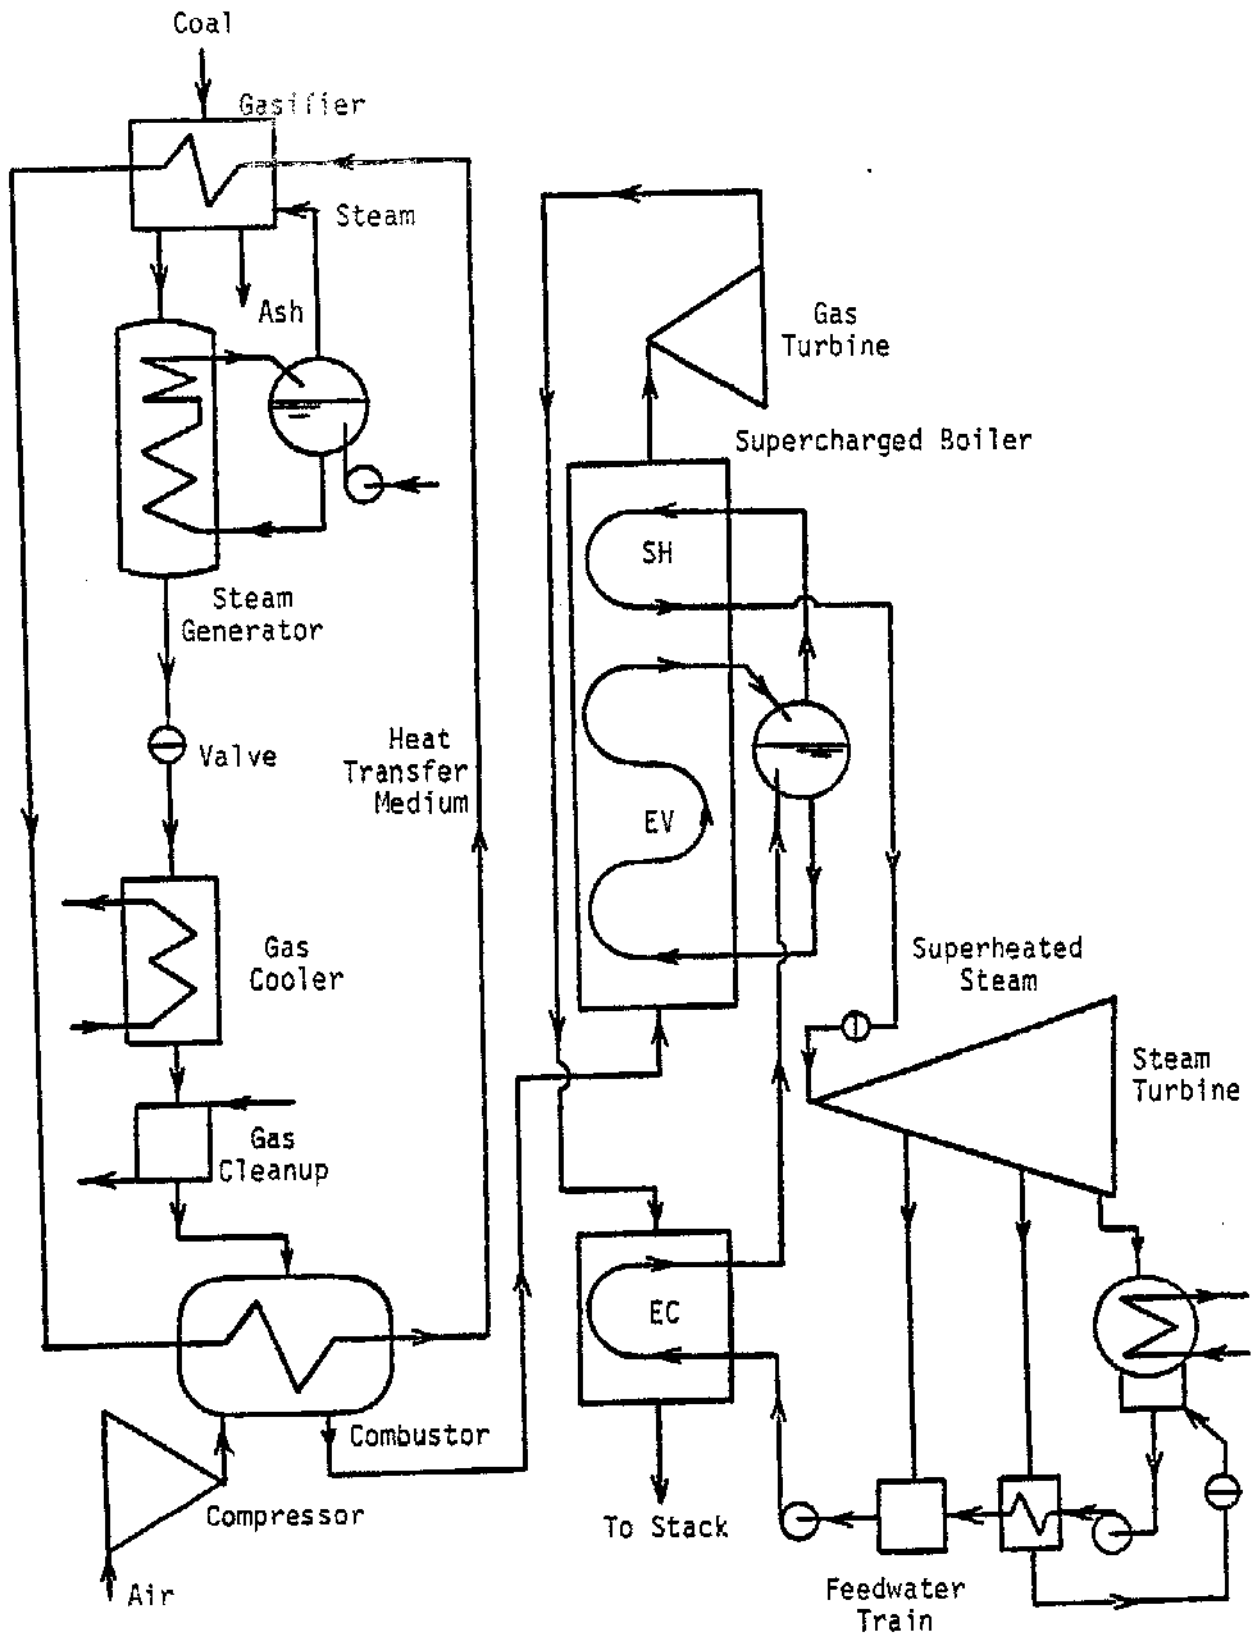 Coal
Gasifier
Steam
Ash
Gas
Turbine
Supercharged Boiler
SH
Steam
Generator
Valve
Heat
Transfer
Medium
EV
Gas
Cooler
Superheated
Steam
Steam
Turbine
Gas
Cleanup
EC
Combustor
Compressor
To Stack
Air
Feedwater
Train